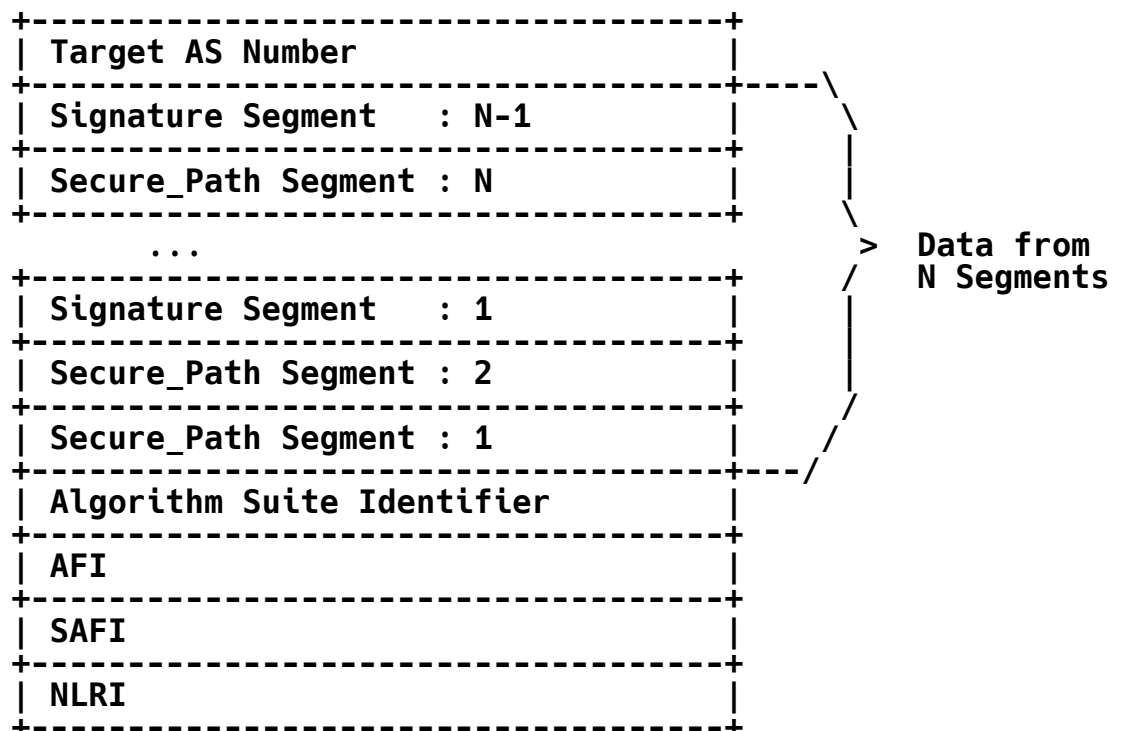 +------------------------------------+
| Target AS Number                   |
+------------------------------------+----\
| Signature Segment   : N-1          |     \
+------------------------------------+     |
| Secure_Path Segment : N            |     |
+------------------------------------+     \
       ...                                  >  Data from
+------------------------------------+     /   N Segments
| Signature Segment   : 1            |     |
+------------------------------------+     |
| Secure_Path Segment : 2            |     |
+------------------------------------+     /
| Secure_Path Segment : 1            |    /
+------------------------------------+---/
| Algorithm Suite Identifier         |
+------------------------------------+
| AFI                                |
+------------------------------------+
| SAFI                               |
+------------------------------------+
| NLRI                               |
+------------------------------------+